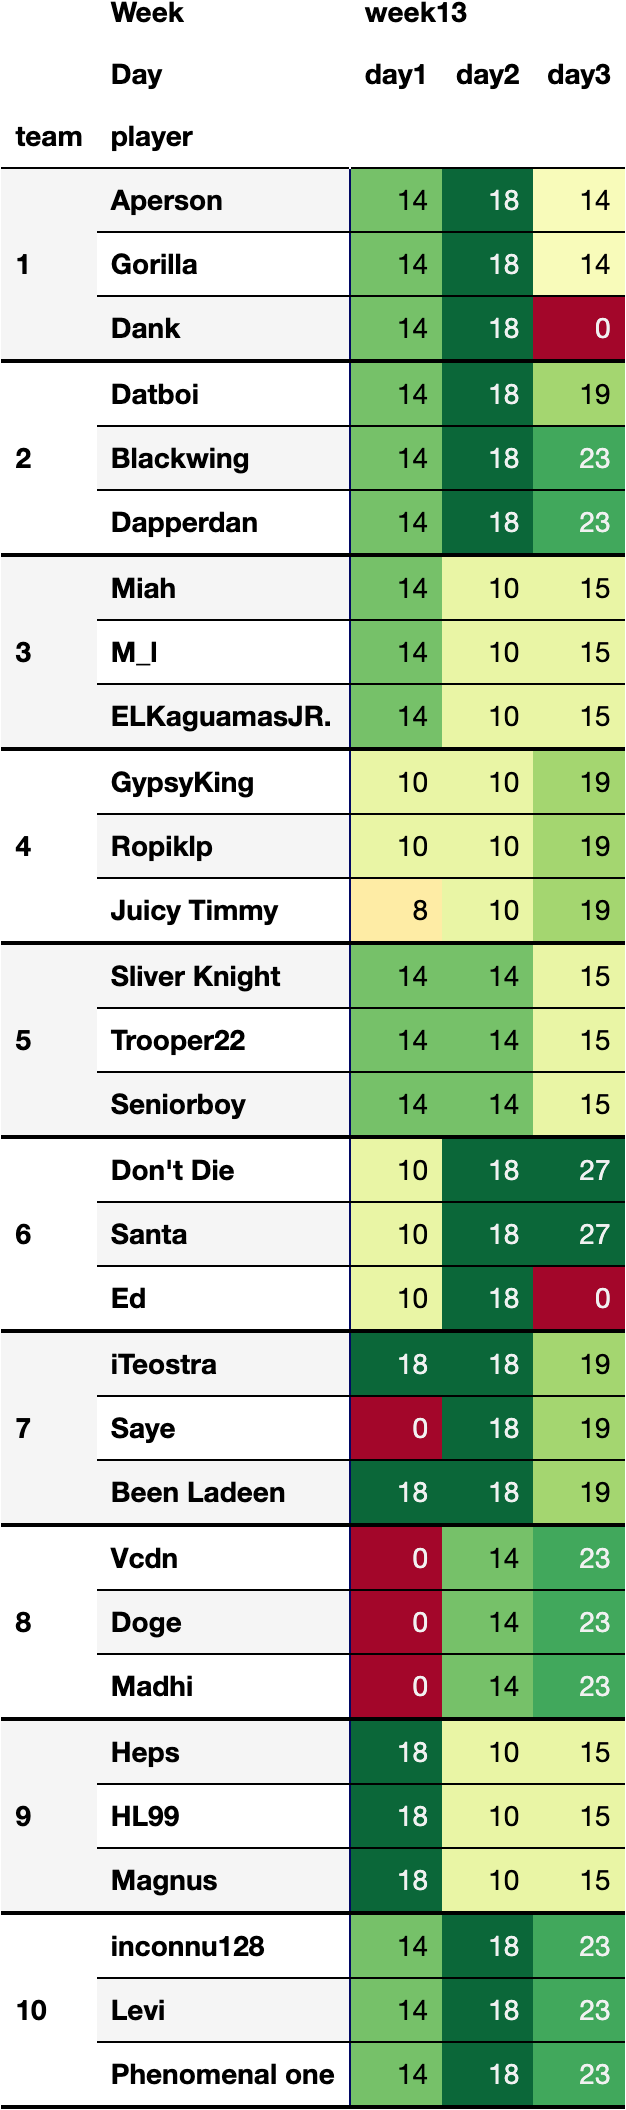 Week week13
Day day1 day2 day3
team player
Aperson 14 18 14
1 Gorilla 14 18 14
Dank 14 18 0
Datboi 14 18 19
2 Blackwing 14 18 23
Dapperdan 14 18 23
Miah 14 10 15
3 M_I 14 10 15
ELKaguamasJR. 14 10 15
GypsyKing 10 10 19
4 Ropiklp 10 10 19
Juicy Timmy 8 10 19
Sliver Knight 14 14 15
5 Trooper22 14 14 15
Seniorboy 14 14 15
Don't Die 10 18 27
6 Santa 10 18 27
Ed 10 18 0
iTeostra 18 18 19
7 Saye 0 18 19
Been Ladeen 18 18 19
Vcdn 0 14 23
8 Doge 0 14 23
Madhi 0 14 23
Heps 18 10 15
9 HL99 18 10 15
Magnus 18 10 15
inconnu128 14 18 23
10 Levi 14 18 23
Phenomenal one 14 18 23